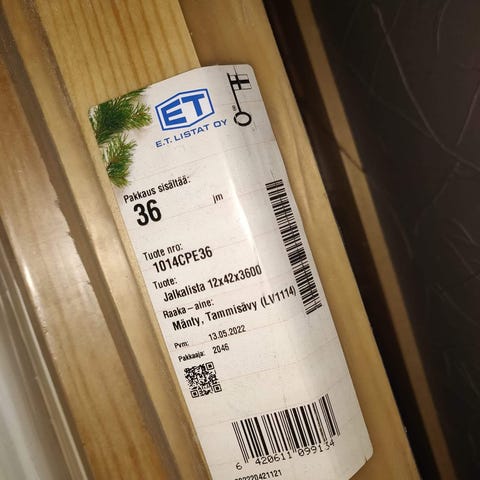 ET
E.T. LISTAT OY
Pakkaus sisältää:
36 jm
Tuote nro:
1014CPE36
Tuote:
Jalkalista 12x42x3600
Raaka-aine:
Mänty, Tammisävy (LV1114)
Pvm: 13.05.2022
Pakkaaja: 2046
6 420611 099134